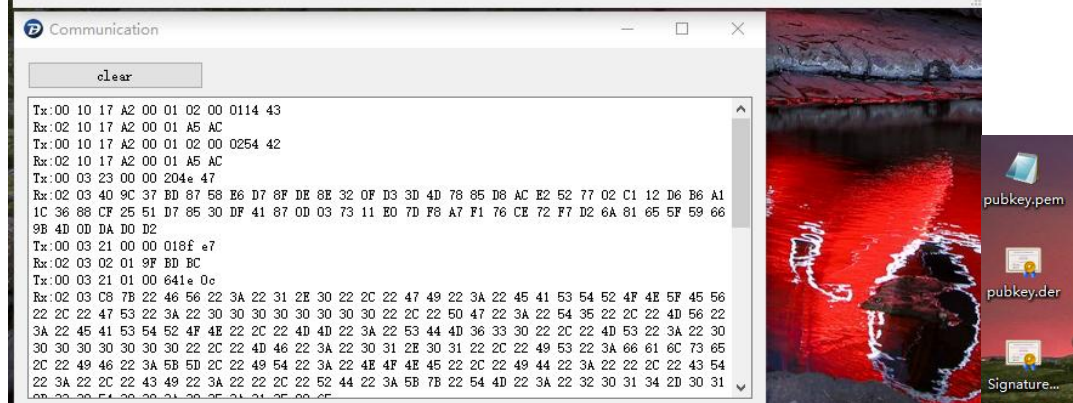 Communication
clear
Tx:00 10 17 A2 00 01 02 00 0114 43
Rx:02 10 17 A2 00 01 A5 AC
Tx:00 10 17 A2 00 01 02 00 0254 42
Rx:02 10 17 A2 00 01 A5 AC
Tx:00 03 23 00 00 204e 47
Rx:02 03 40 9C 37 BD 87 58 E6 D7 8F DE 8E 32 0F D3 3D 4D 78 85 D8 AC E2 52 77 02 C1 12 D6 B6 A1
1C 36 88 CF 25 51 D7 85 30 DF 41 87 0D 03 73 11 E0 7D F8 A7 F1 76 CE 72 F7 D2 6A 81 65 5F 59 66
9B 4D 0D DA D0 D2
Tx:00 03 21 00 00 018f e7
Rx:02 03 02 01 9F BD BC
Tx:00 03 21 01 00 641e 0c
Rx:02 03 C8 7B 22 46 56 22 3A 22 31 2E 30 22 2C 22 47 49 22 3A 22 45 41 53 54 52 4F 4E 5F 45 56
22 2C 22 47 53 22 3A 22 30 30 30 30 30 30 30 30 22 2C 22 50 47 22 3A 22 54 35 22 2C 22 4D 56 22
3A 22 45 41 53 54 52 4F 4E 22 2C 22 4D 4D 22 3A 22 53 44 4D 36 33 30 22 2C 22 4D 53 22 3A 22 30
30 30 30 30 30 30 30 22 2C 22 4D 46 22 3A 22 30 31 2E 30 31 22 2C 22 49 53 22 3A 66 61 6C 73 65
2C 22 49 46 22 3A 5B 5D 2C 22 49 54 22 3A 22 4E 4F 4E 45 22 2C 22 49 44 22 3A 22 22 2C 22 43 54
22 3A 22 2C 22 43 49 22 3A 22 22 2C 22 52 44 22 3A 5B 7B 22 54 4D 22 3A 22 32 30 31 34 2D 30 31
pubkey.pem
pubkey.der
Signature...